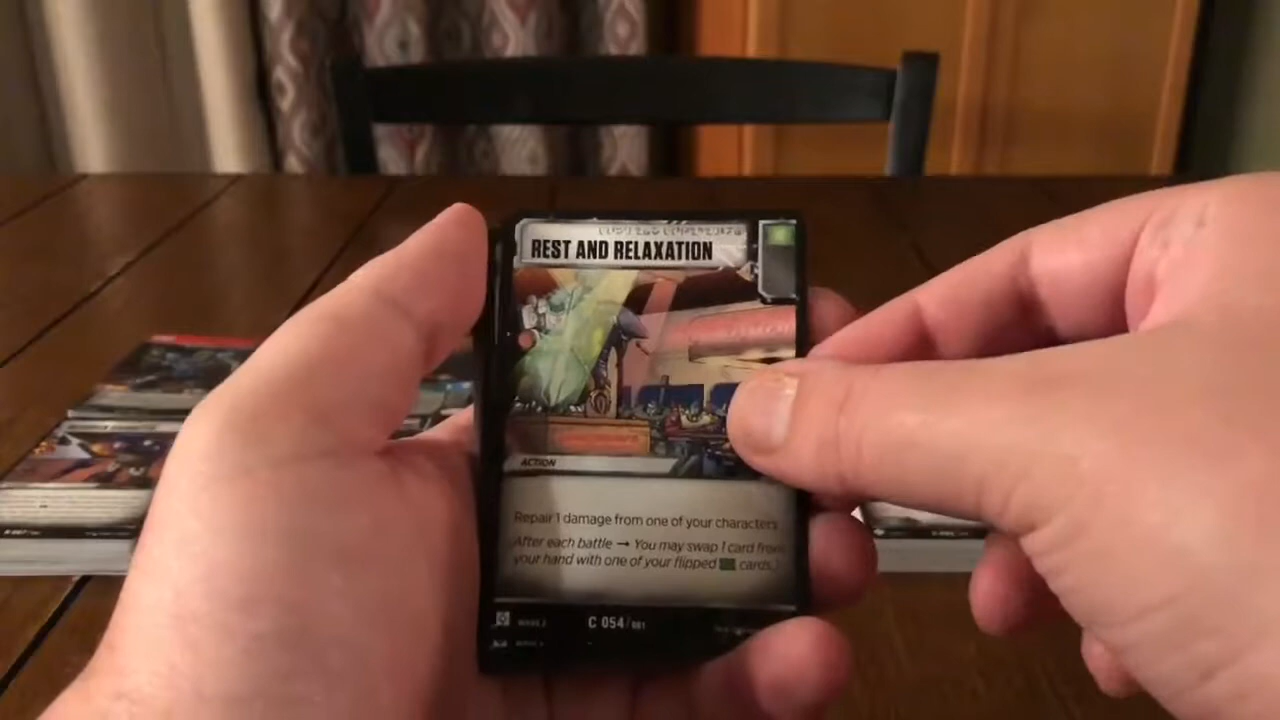 REST AND RELAXATION
ACTION
Repair 1 damage from one of your characters
After each battle → You may swap 1 card from
your hand with one of your flipped cards.)
C 054/081